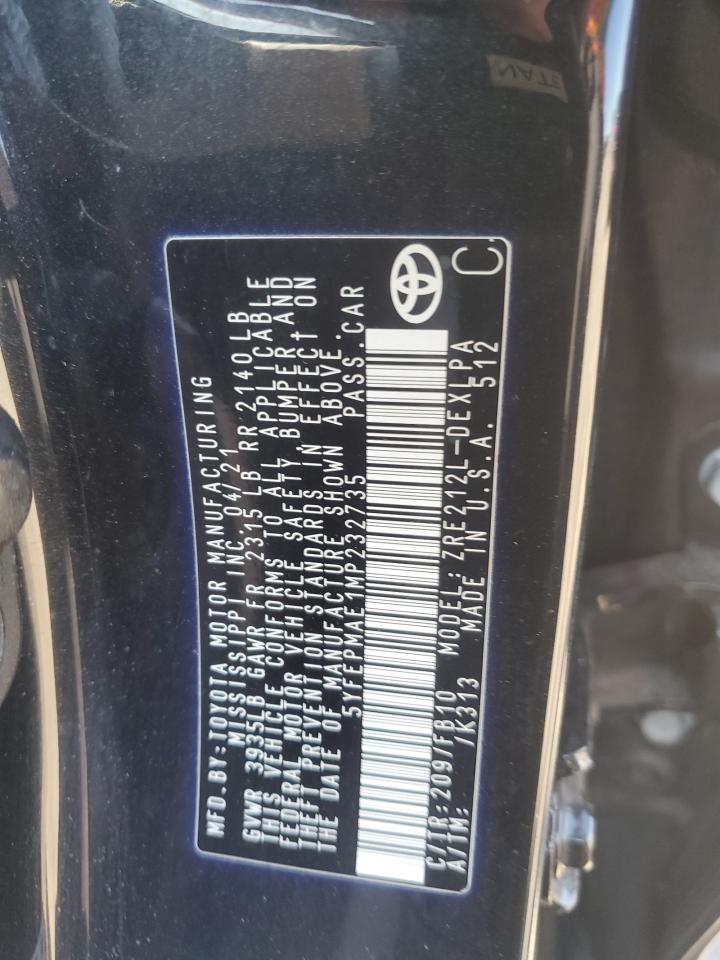 MFD.BY:TOYOTA MOTOR MANUFACTURING
MISSISSIPPI INC. 04/21
GVWR 3935LB GAWR FR 2315 LB RR 2140LB
THIS VEHICLE CONFORMS TO ALL APPLICABLE
FEDERAL MOTOR VEHICLE SAFETY, BUMPER, AND
THEFT PREVENTION STANDARDS IN EFFECT ON
THE DATE OF MANUFACTURE SHOWN ABOVE.
5YFEPMAE1MP232735 PASS.CAR
C/TR:209/FB10 MODEL:ZRE212L-DEXLPA
A/TM: /K313 MADE IN U.S.A. 512
C